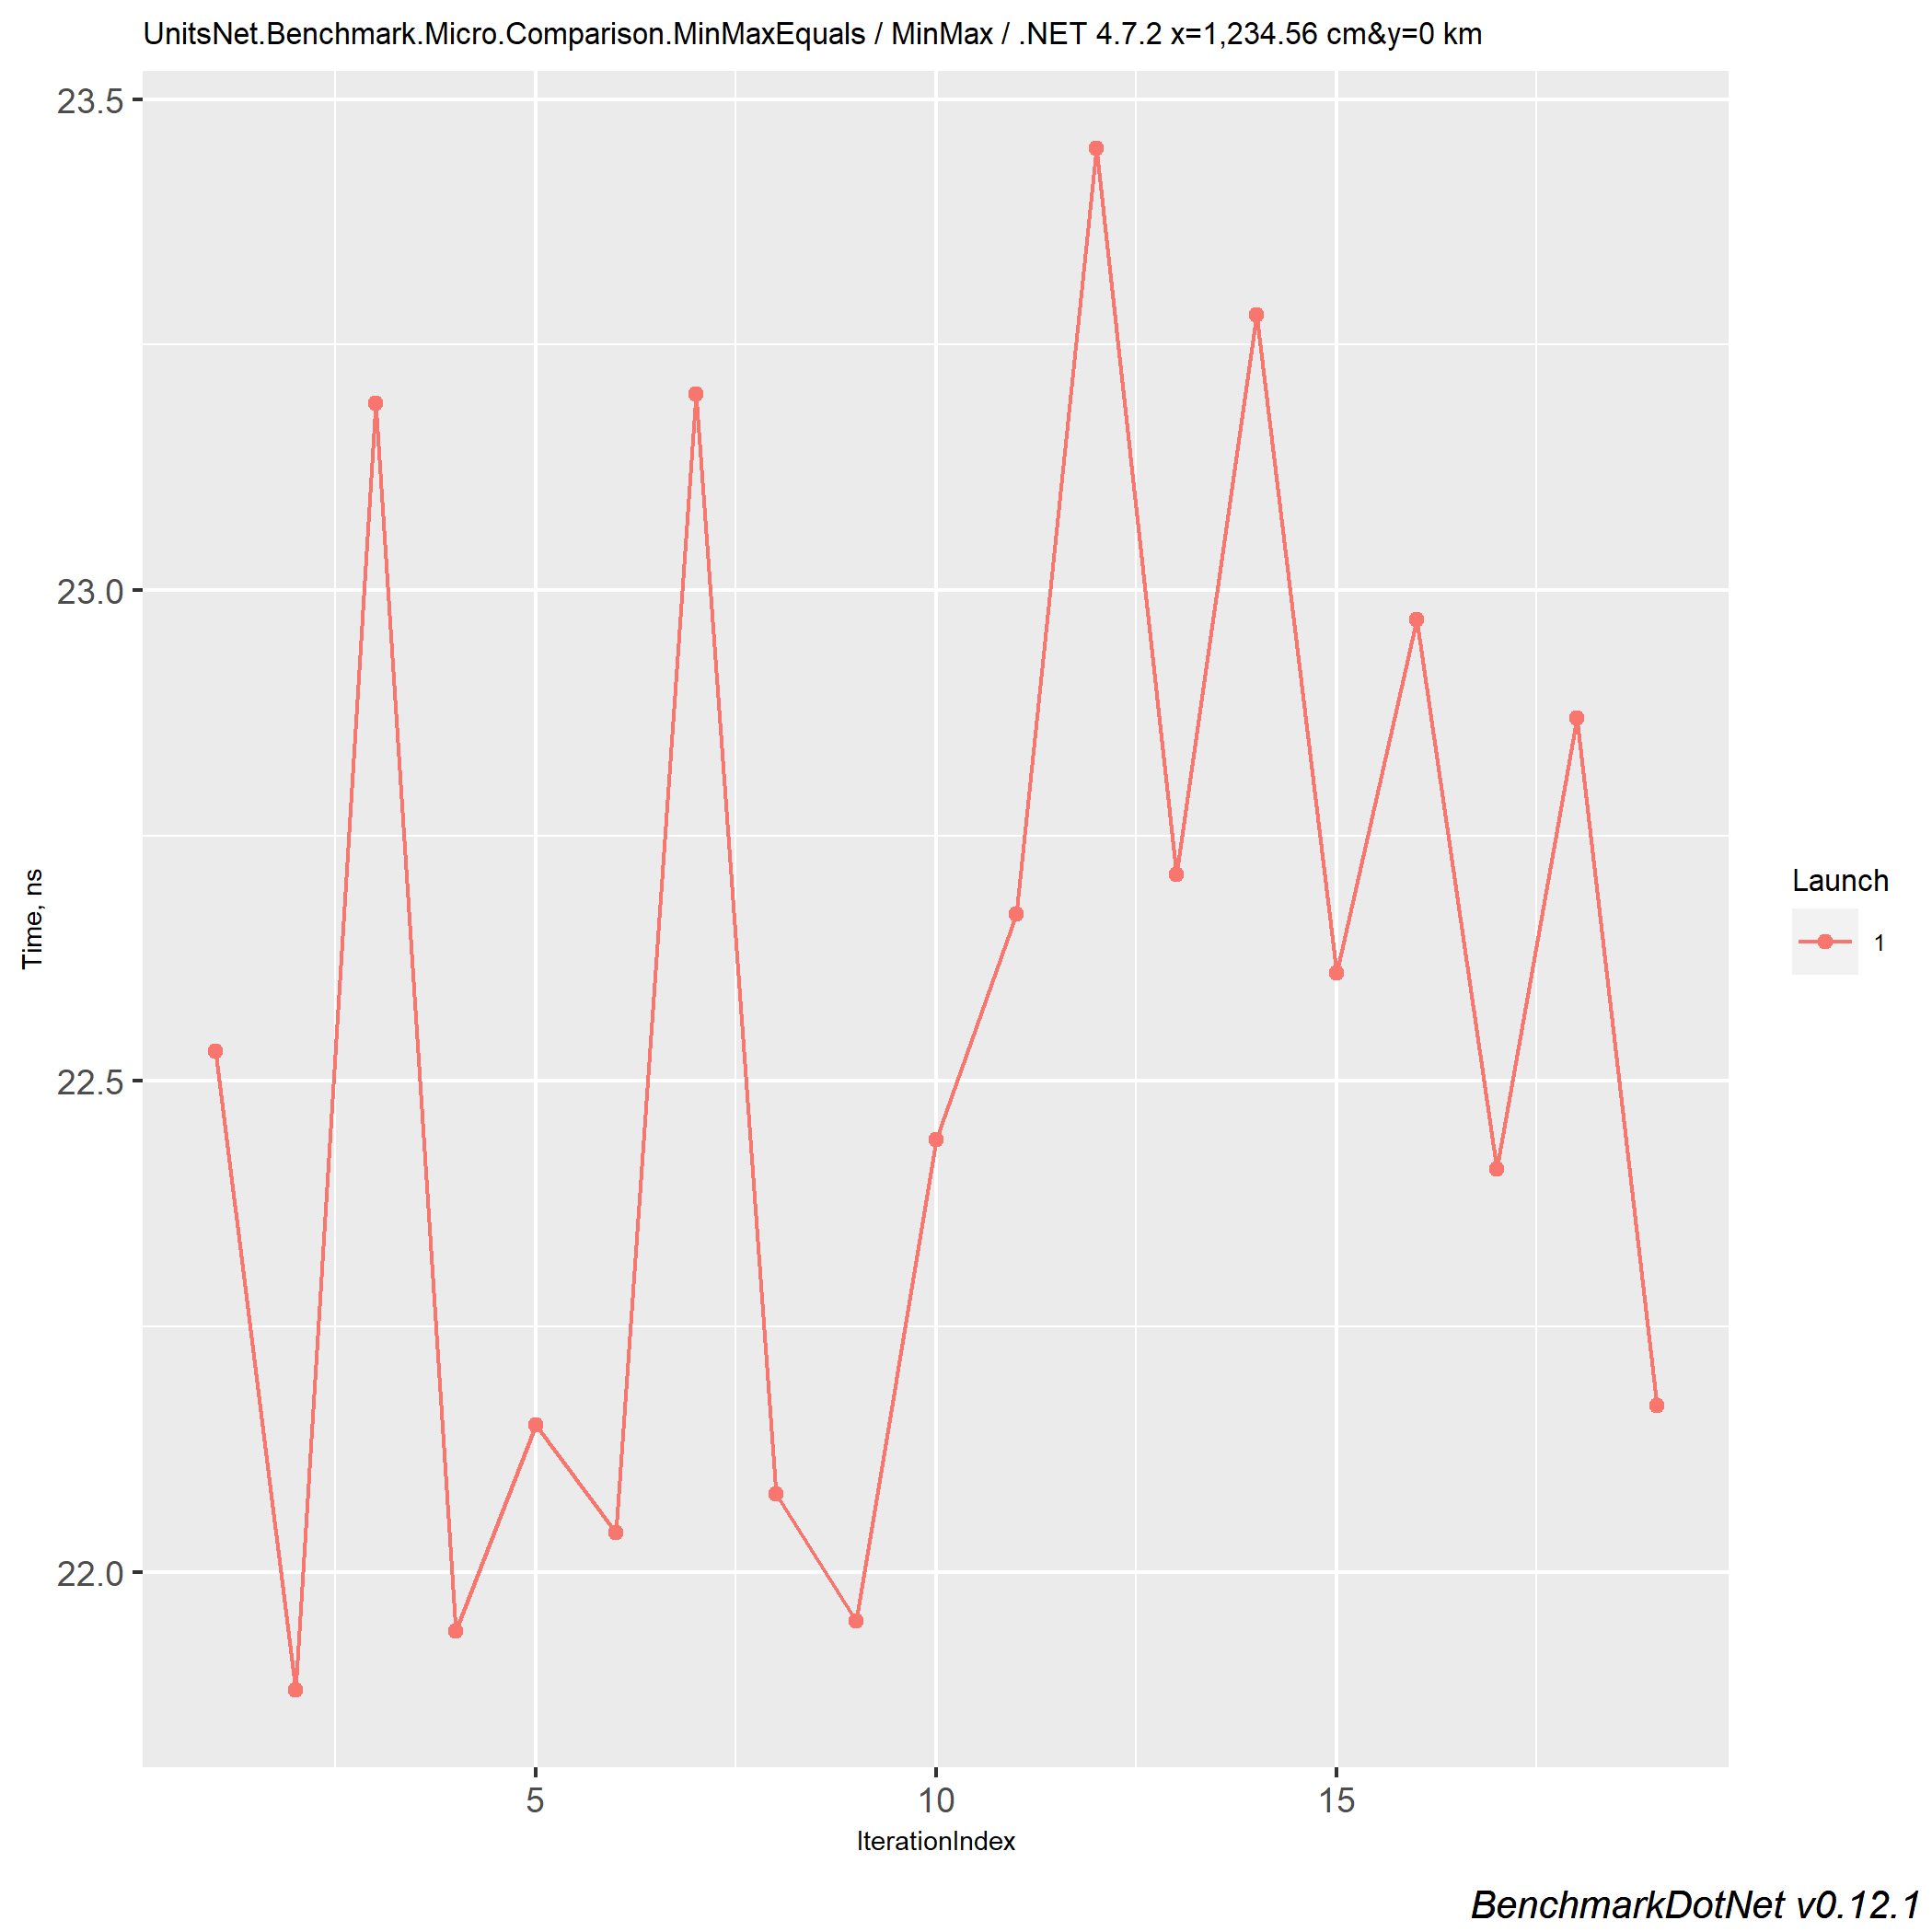 UnitsNet.Benchmark.Micro.Comparison.MinMaxEquals / MinMax / .NET 4.7.2 x=1,234.56 cm&y=0 km
23.5
23.0
22.5
22.0
Time, ns
5 10 15
IterationIndex
Launch
1
BenchmarkDotNet v0.12.1